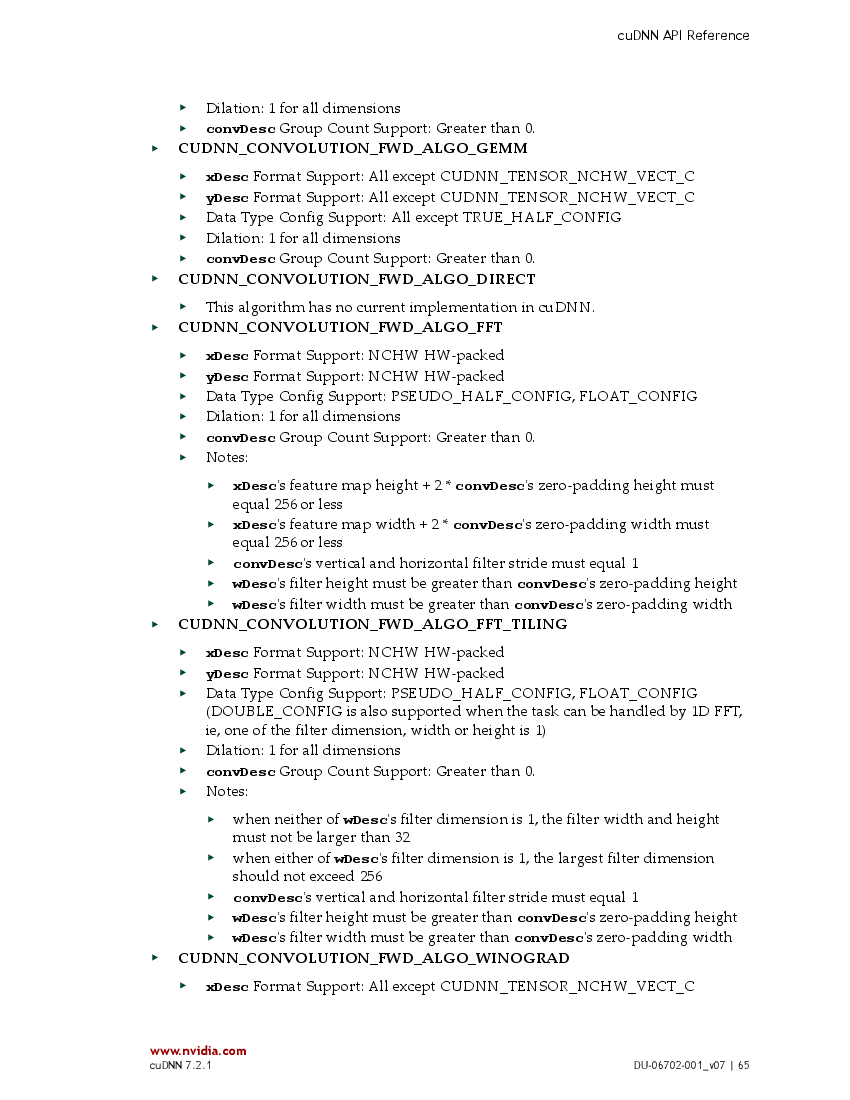 cuDNN API Reference
‣ Dilation: 1 for all dimensions
‣ convDesc Group Count Support: Greater than 0.
‣ CUDNN_CONVOLUTION_FWD_ALGO_GEMM
‣ xDesc Format Support: All except CUDNN_TENSOR_NCHW_VECT_C
‣ yDesc Format Support: All except CUDNN_TENSOR_NCHW_VECT_C
‣ Data Type Config Support: All except TRUE_HALF_CONFIG
‣ Dilation: 1 for all dimensions
‣ convDesc Group Count Support: Greater than 0.
‣ CUDNN_CONVOLUTION_FWD_ALGO_DIRECT
‣ This algorithm has no current implementation in cuDNN.
‣ CUDNN_CONVOLUTION_FWD_ALGO_FFT
‣ xDesc Format Support: NCHW HW-packed
‣ yDesc Format Support: NCHW HW-packed
‣ Data Type Config Support: PSEUDO_HALF_CONFIG, FLOAT_CONFIG
‣ Dilation: 1 for all dimensions
‣ convDesc Group Count Support: Greater than 0.
‣ Notes:
‣ xDesc's feature map height + 2 * convDesc's zero-padding height must
equal 256 or less
‣ xDesc's feature map width + 2 * convDesc's zero-padding width must
equal 256 or less
‣ convDesc's vertical and horizontal filter stride must equal 1
‣ wDesc's filter height must be greater than convDesc's zero-padding height
‣ wDesc's filter width must be greater than convDesc's zero-padding width
‣ CUDNN_CONVOLUTION_FWD_ALGO_FFT_TILING
‣ xDesc Format Support: NCHW HW-packed
‣ yDesc Format Support: NCHW HW-packed
‣ Data Type Config Support: PSEUDO_HALF_CONFIG, FLOAT_CONFIG
(DOUBLE_CONFIG is also supported when the task can be handled by 1D FFT,
ie, one of the filter dimension, width or height is 1)
‣ Dilation: 1 for all dimensions
‣ convDesc Group Count Support: Greater than 0.
‣ Notes:
‣ when neither of wDesc's filter dimension is 1, the filter width and height
must not be larger than 32
‣ when either of wDesc's filter dimension is 1, the largest filter dimension
should not exceed 256
‣ convDesc's vertical and horizontal filter stride must equal 1
‣ wDesc's filter height must be greater than convDesc's zero-padding height
‣ wDesc's filter width must be greater than convDesc's zero-padding width
‣ CUDNN_CONVOLUTION_FWD_ALGO_WINOGRAD
‣ xDesc Format Support: All except CUDNN_TENSOR_NCHW_VECT_C
www.nvidia.com
cuDNN 7.2.1 DU-06702-001_v07 | 65